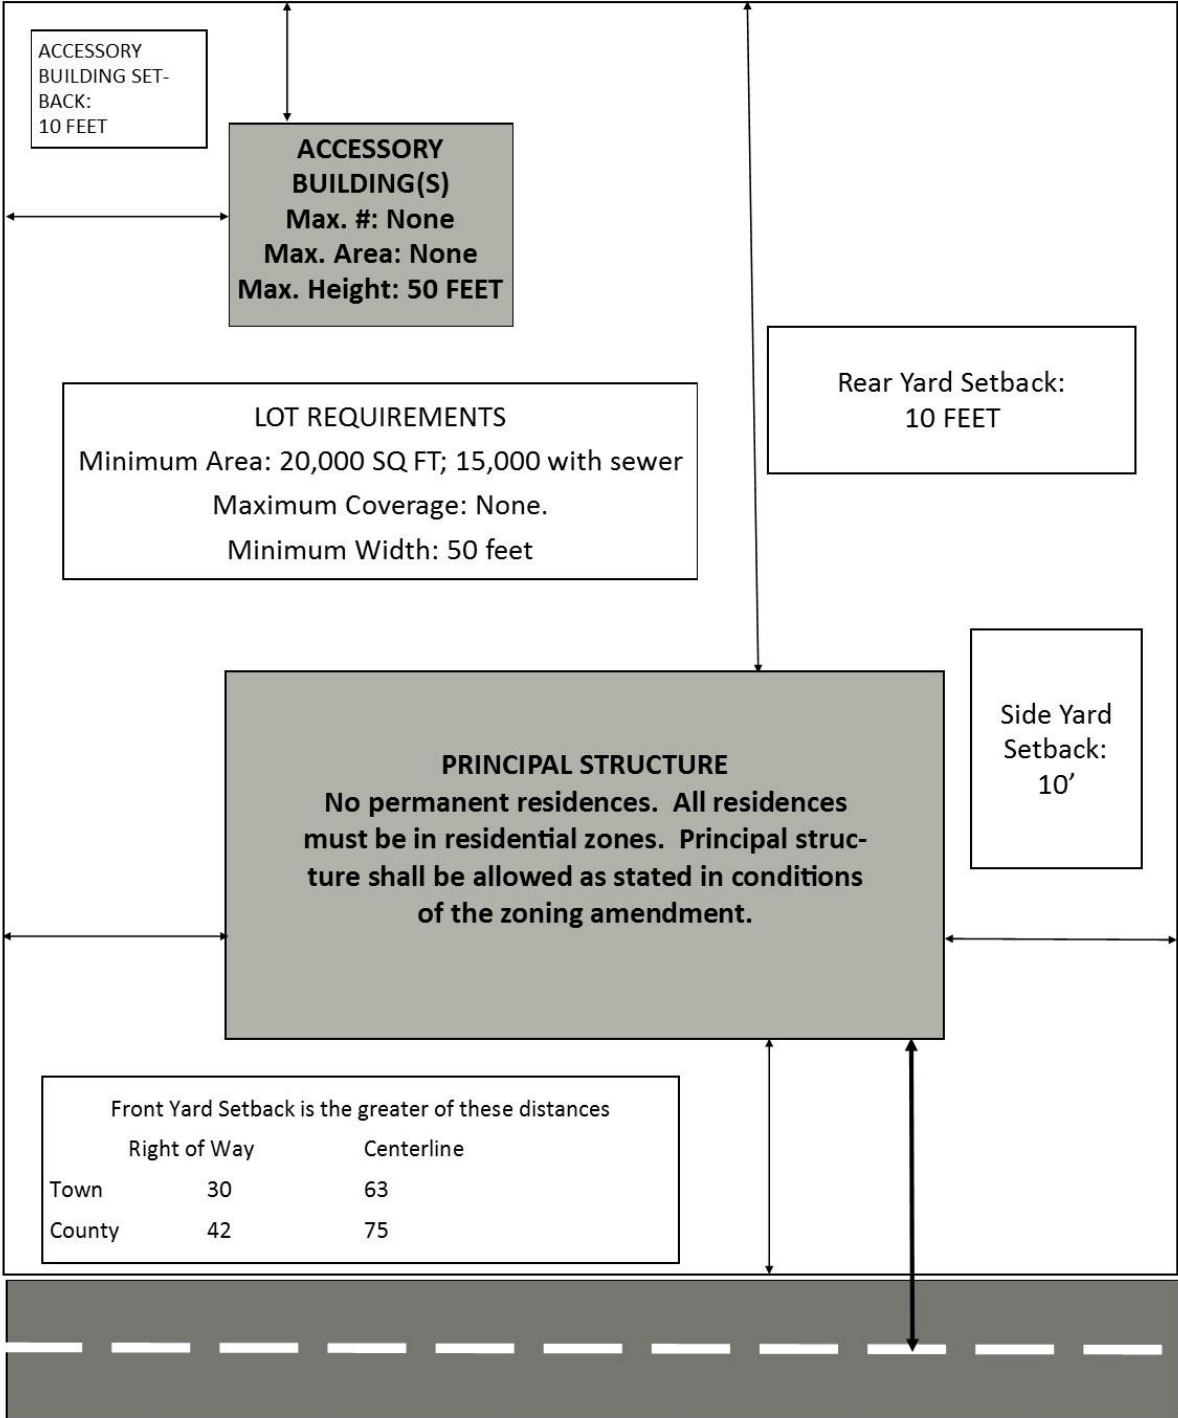 ACCESSORY
BUILDING SET-
BACK:
10 FEET
ACCESSORY
BUILDING(S)
Max. #: None
Max. Area: None
Max. Height: 50 FEET
Rear Yard Setback:
10 FEET
LOT REQUIREMENTS
Minimum Area: 20,000 SQ FT; 15,000 with sewer
Maximum Coverage: None.
Minimum Width: 50 feet
Side Yard
Setback:
10’
PRINCIPAL STRUCTURE
No permanent residences.  All residences
must be in residential zones.  Principal struc-
ture shall be allowed as stated in conditions
of the zoning amendment.
Front Yard Setback is the greater of these distances
Right of Way Centerline
Town 30 63
County 42 75